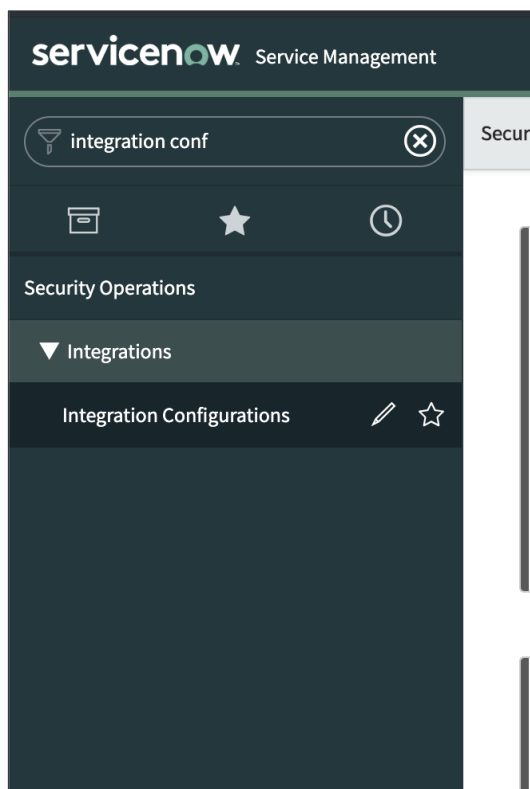 servicenow. Service Management
integration conf
Secur
Security Operations
Integrations
Integration Configurations